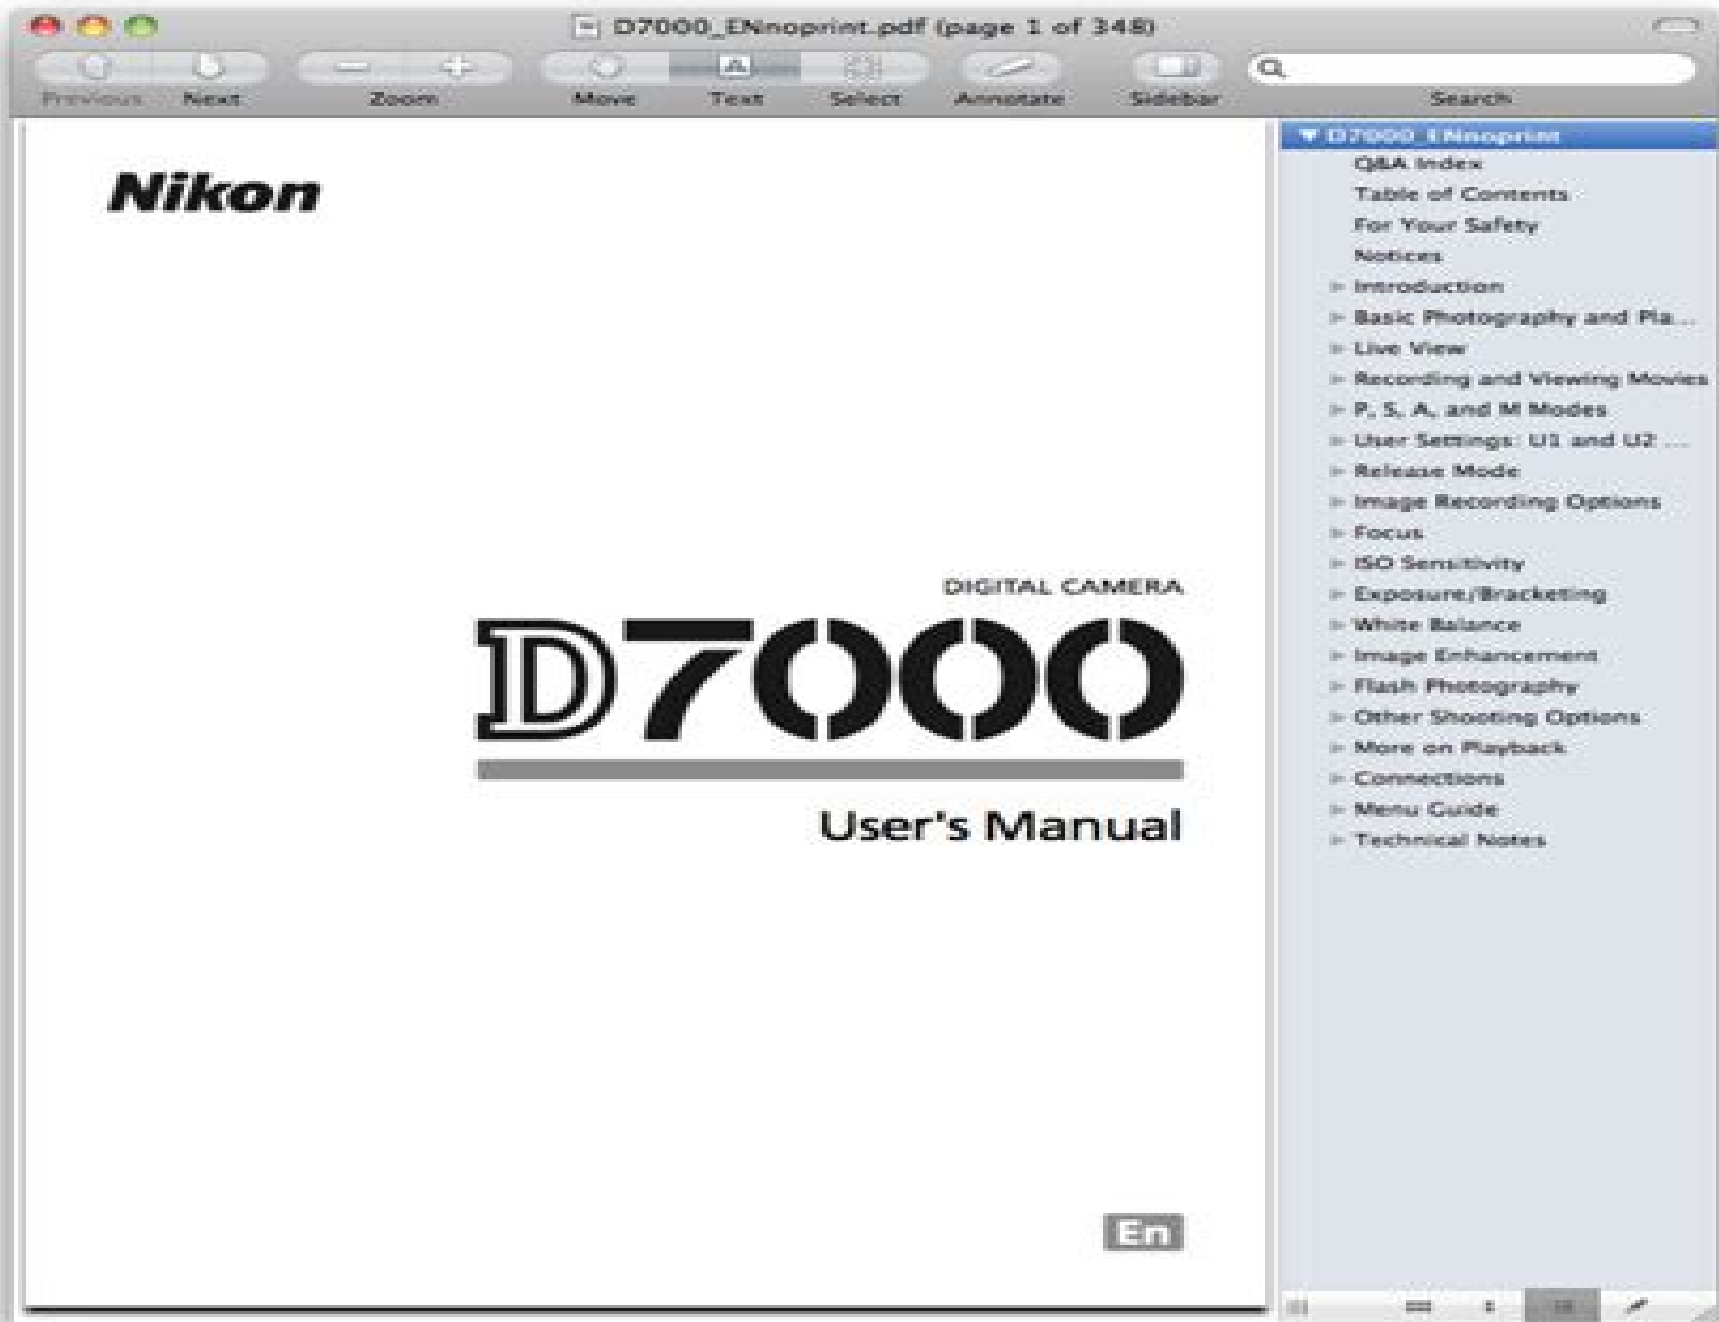 D7000_ENnoprint.pdf (page 1 of 348)
Previous Next Zoom Move Text Select Annotate Sidebar Search
Nikon
DIGITAL CAMERA
D7000
User's Manual
En
D7000_ENnoprint
Q&A Index
Table of Contents
For Your Safety
Notices
Introduction
Basic Photography and Pla...
Live View
Recording and Viewing Movies
P, S, A, and M Modes
User Settings: U1 and U2 ...
Release Mode
Image Recording Options
Focus
ISO Sensitivity
Exposure/Bracketing
White Balance
Image Enhancement
Flash Photography
Other Shooting Options
More on Playback
Connections
Menu Guide
Technical Notes